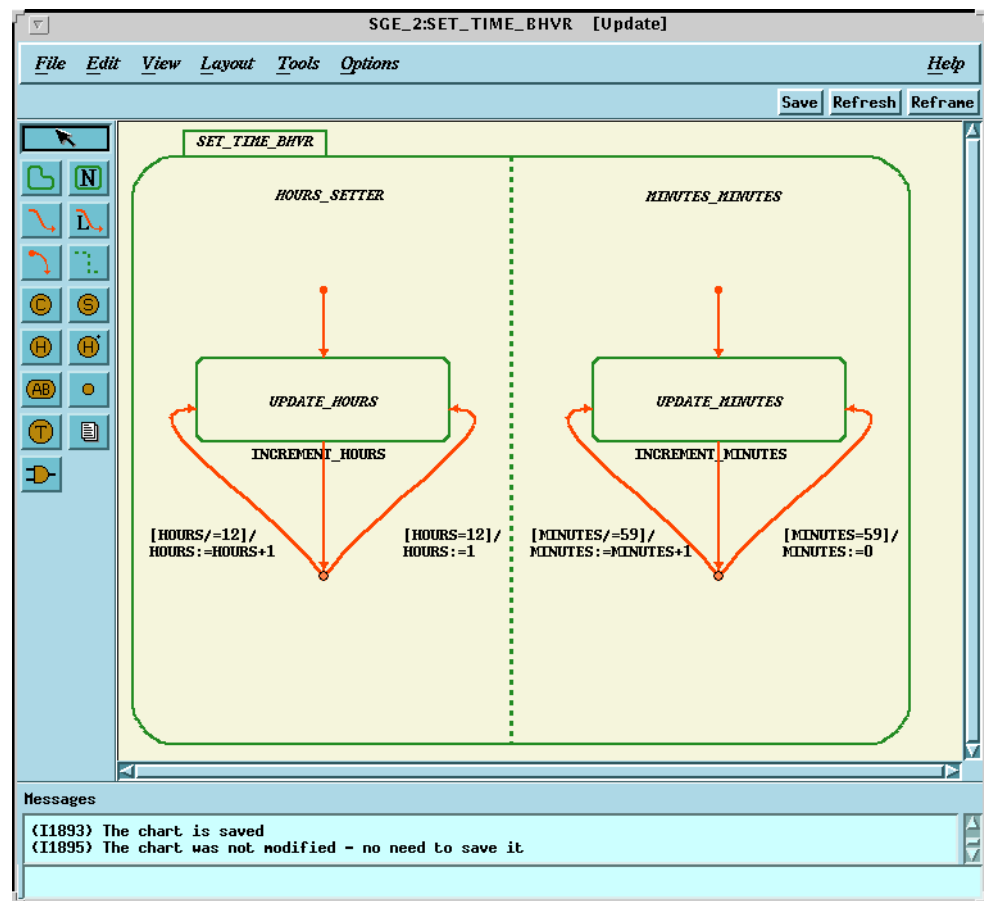 SGE_2:SET_TIME_BHVR [Update]
File Edit View Layout Tools Options Help
Save Refresh Reframe
N
L
C S
H H*
AB
T
SET_TIME_BHVR
HOURS_SETTER
MINUTES_MINUTES
UPDATE_HOURS
UPDATE_MINUTES
INCREMENT_HOURS
INCREMENT_MINUTES
[HOURS/=12]/
HOURS:=HOURS+1
[HOURS=12]/
HOURS:=1
[MINUTES/=59]/
MINUTES:=MINUTES+1
[MINUTES=59]/
MINUTES:=0
Messages
(I1893) The chart is saved
(I1895) The chart was not modified - no need to save it